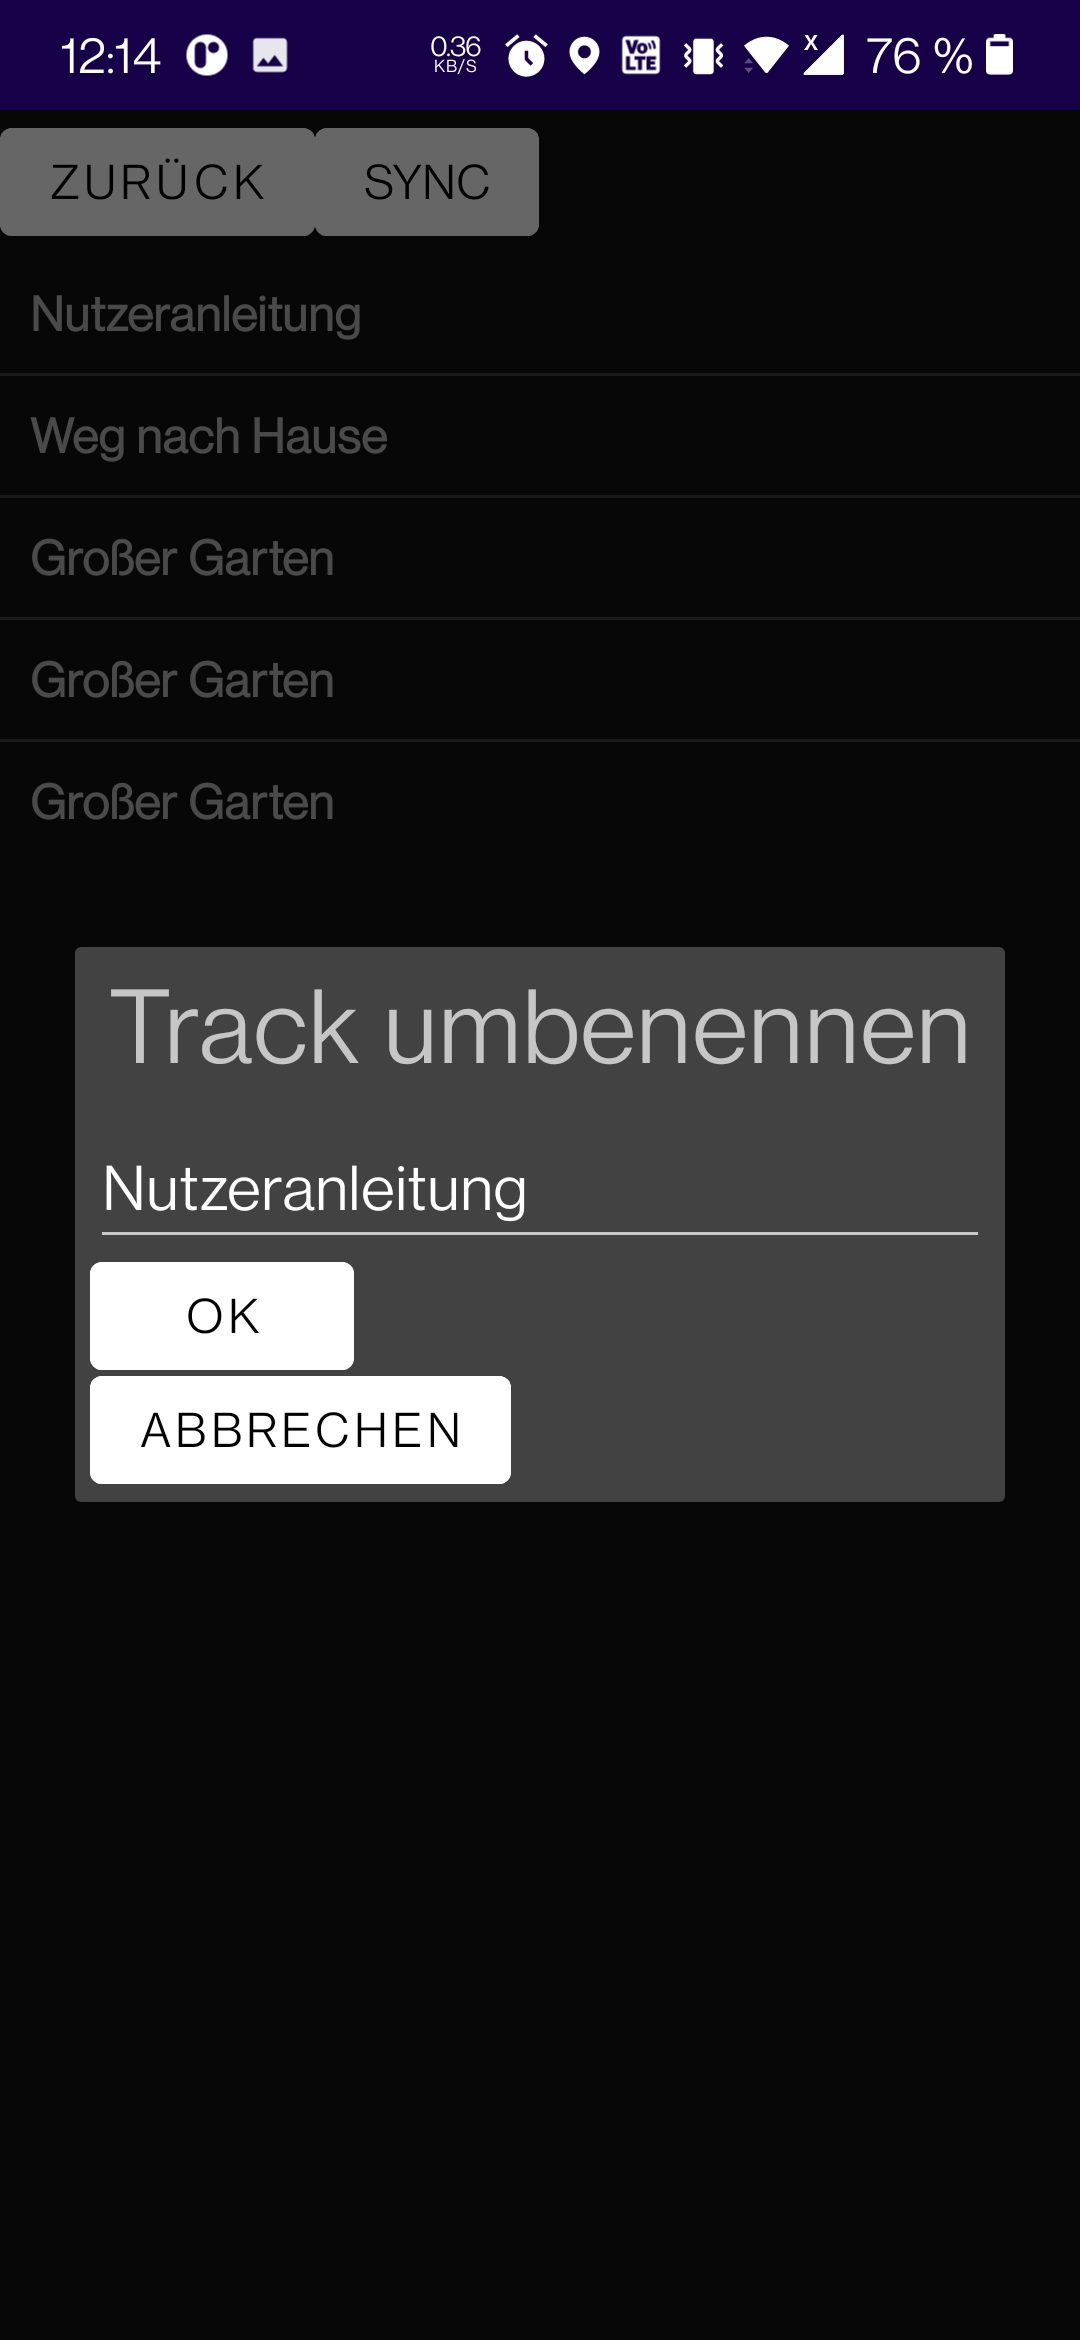 12:14 0.36 KB/S Vo LTE X 76 %
ZURÜCK SYNC
Nutzeranleitung
Weg nach Hause
Großer Garten
Großer Garten
Großer Garten
Track umbenennen
Nutzeranleitung
OK
ABBRECHEN